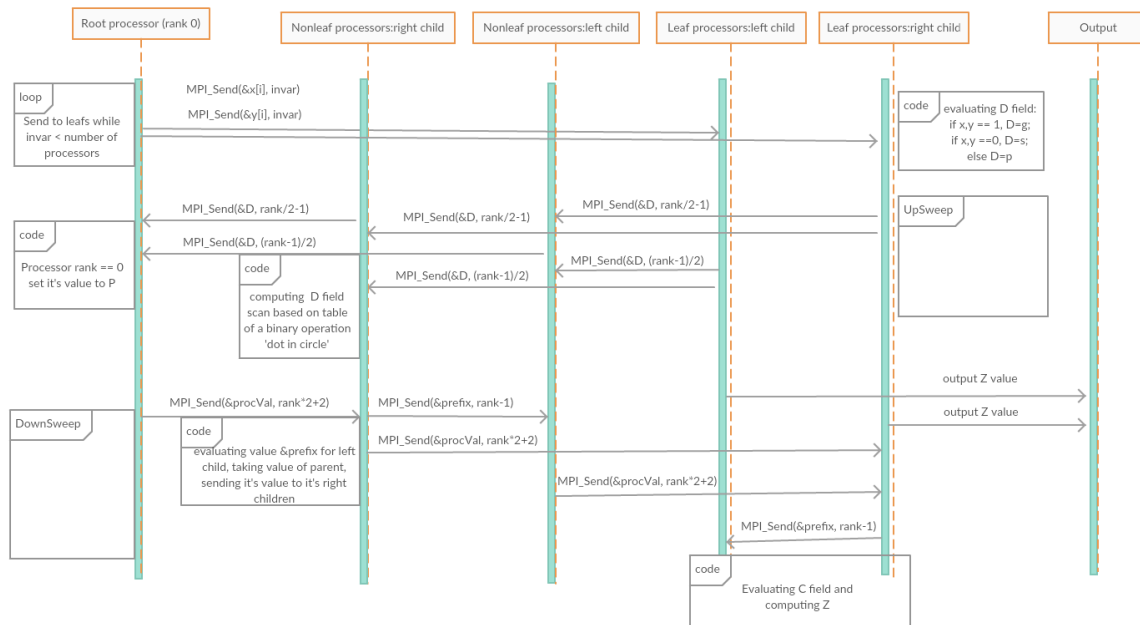 Root processor (rank 0)
Nonleaf processors:right child
Nonleaf processors:left child
Leaf processors:left child
Leaf processors:right child
Output
loop
Send to leafs while
invar < number of
processors
MPI_Send(&x[i], invar)
MPI_Send(&y[i], invar)
code
evaluating D field:
if x,y == 1, D=g;
if x,y ==0, D=s;
else D=p
MPI_Send(&D, rank/2-1)
MPI_Send(&D, rank/2-1)
MPI_Send(&D, rank/2-1)
UpSweep
code
Processor rank == 0
set it's value to P
MPI_Send(&D, (rank-1)/2)
MPI_Send(&D, (rank-1)/2)
MPI_Send(&D, (rank-1)/2)
code
computing D field
scan based on table
of a binary operation
'dot in circle'
output Z value
output Z value
DownSweep
MPI_Send(&procVal, rank*2+2)
MPI_Send(&prefix, rank-1)
code
evaluating value &prefix for left
child, taking value of parent,
sending it's value to it's right
children
MPI_Send(&procVal, rank*2+2)
MPI_Send(&procVal, rank*2+2)
MPI_Send(&prefix, rank-1)
code
Evaluating C field and
computing Z